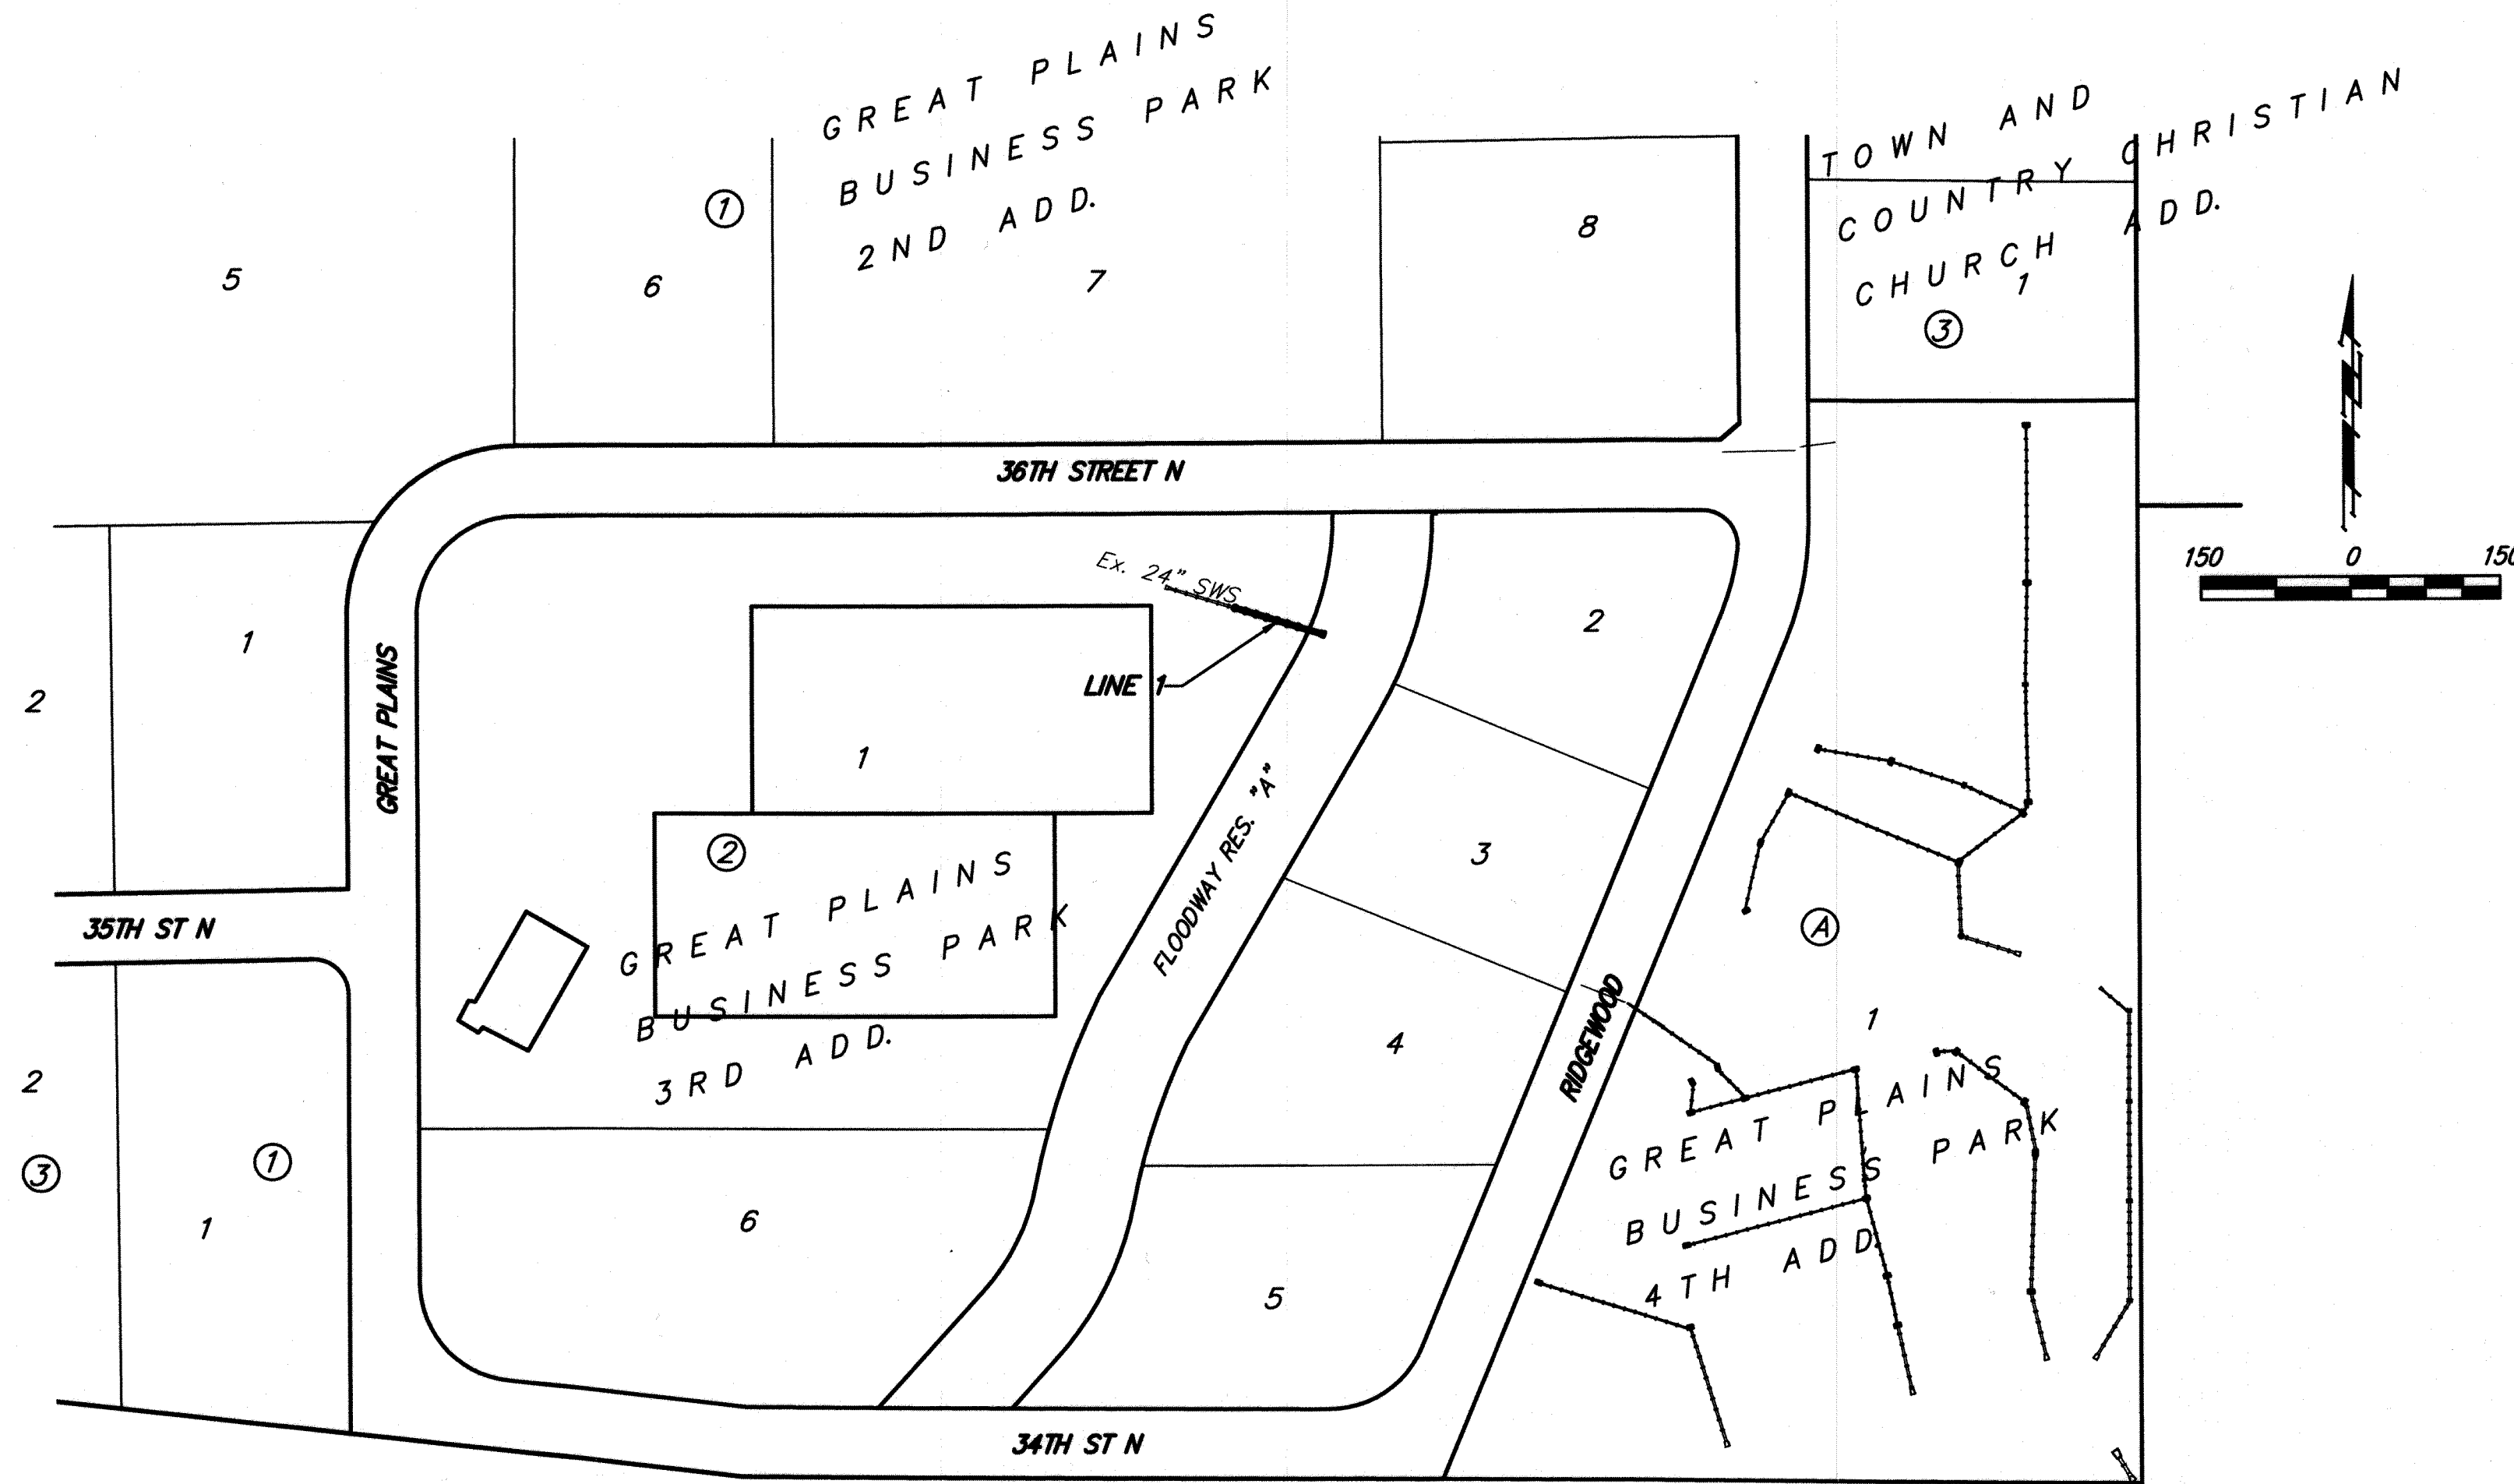 GREAT PLAINS
BUSINESS PARK
2ND ADD.
TOWN AND
COUNTRY CHRISTIAN
CHURCH ADD.
1
3
5
6
1
7
8
36TH STREET N
150 0 150
Ex. 24" SWS
LINE 1
1
2
GREAT PLAINS
1
2
2
3
4
FLOODWAY RES. "A"
GREAT PLAINS
BUSINESS PARK
3RD ADD.
35TH ST N
A
1
RIDGEWOOD
GREAT PLAINS
BUSINESS PARK
4TH ADD.
2
3
1
1
6
5
34TH ST N